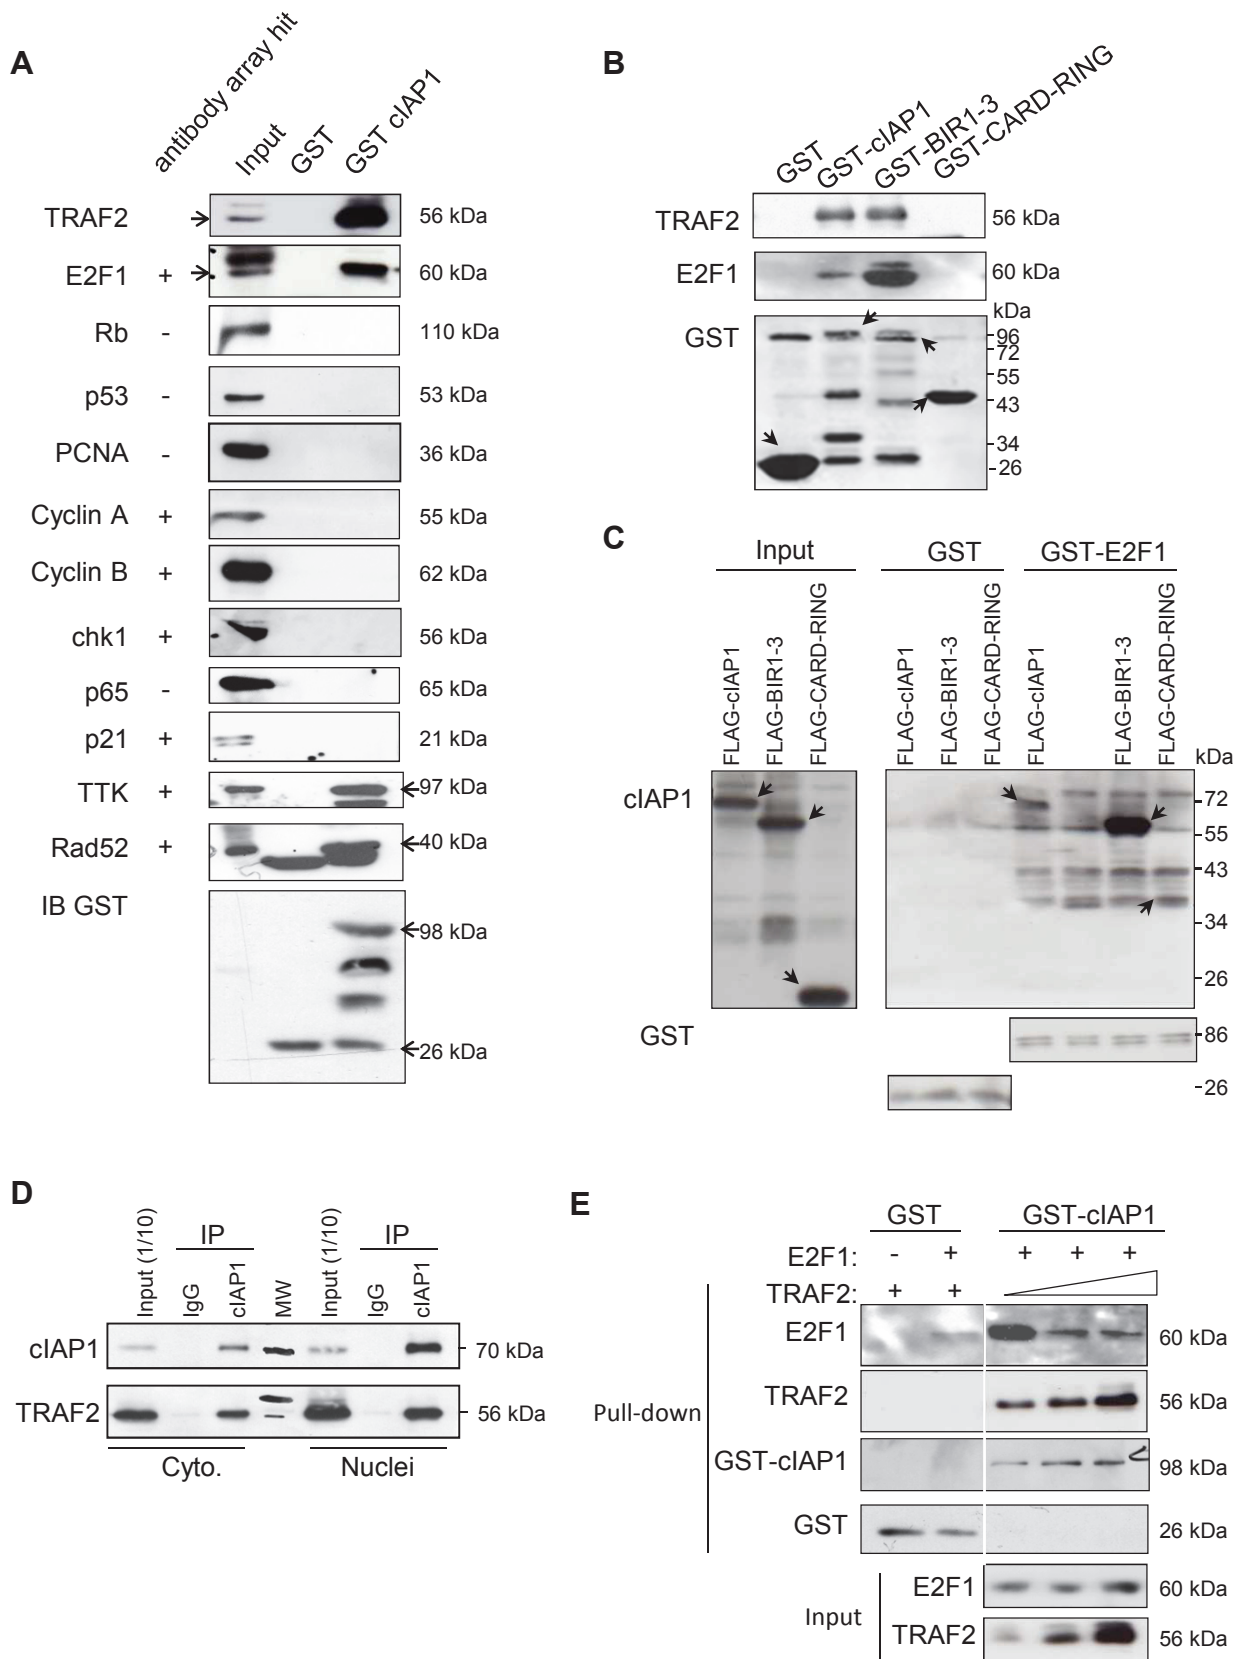 A
antibody array hit
Input
GST
GST cIAP1
TRAF2 56 kDa
E2F1 + 60 kDa
Rb - 110 kDa
p53 - 53 kDa
PCNA - 36 kDa
Cyclin A + 55 kDa
Cyclin B + 62 kDa
chk1 + 56 kDa
p65 - 65 kDa
p21 + 21 kDa
TTK + 97 kDa
Rad52 + 40 kDa
IB GST
98 kDa
26 kDa
B
GST
GST-cIAP1
GST-BIR1-3
GST-CARD-RING
TRAF2 56 kDa
E2F1 60 kDa
kDa
GST
-96
-72
-55
-43
-34
-26
C
Input GST GST-E2F1
FLAG-cIAP1
FLAG-BIR1-3
FLAG-CARD-RING
FLAG-cIAP1
FLAG-BIR1-3
FLAG-CARD-RING
FLAG-cIAP1
FLAG-BIR1-3
FLAG-CARD-RING
kDa
cIAP1
-72
-55
-43
-34
-26
GST
-86
-26
D
Input (1/10)
IP
IgG
cIAP1
MW
Input (1/10)
IP
IgG
cIAP1
cIAP1 70 kDa
TRAF2 56 kDa
Cyto. Nuclei
E
GST GST-cIAP1
E2F1: - + + + +
TRAF2: + +
Pull-down
E2F1 60 kDa
TRAF2 56 kDa
GST-cIAP1 98 kDa
GST 26 kDa
Input
E2F1 60 kDa
TRAF2 56 kDa